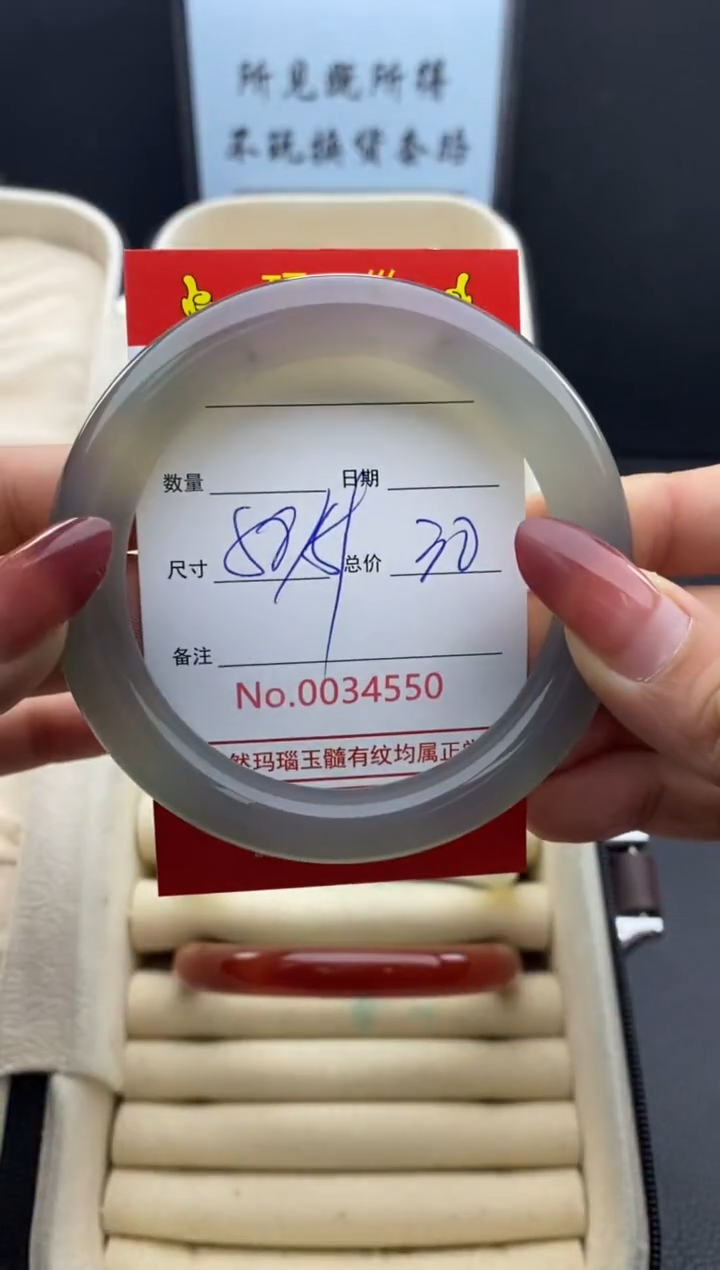 所见既所得
不玩换货套路
数量 日期
尺寸 总价 30
备注
No.0034550
然玛瑙玉髓有纹均属正常